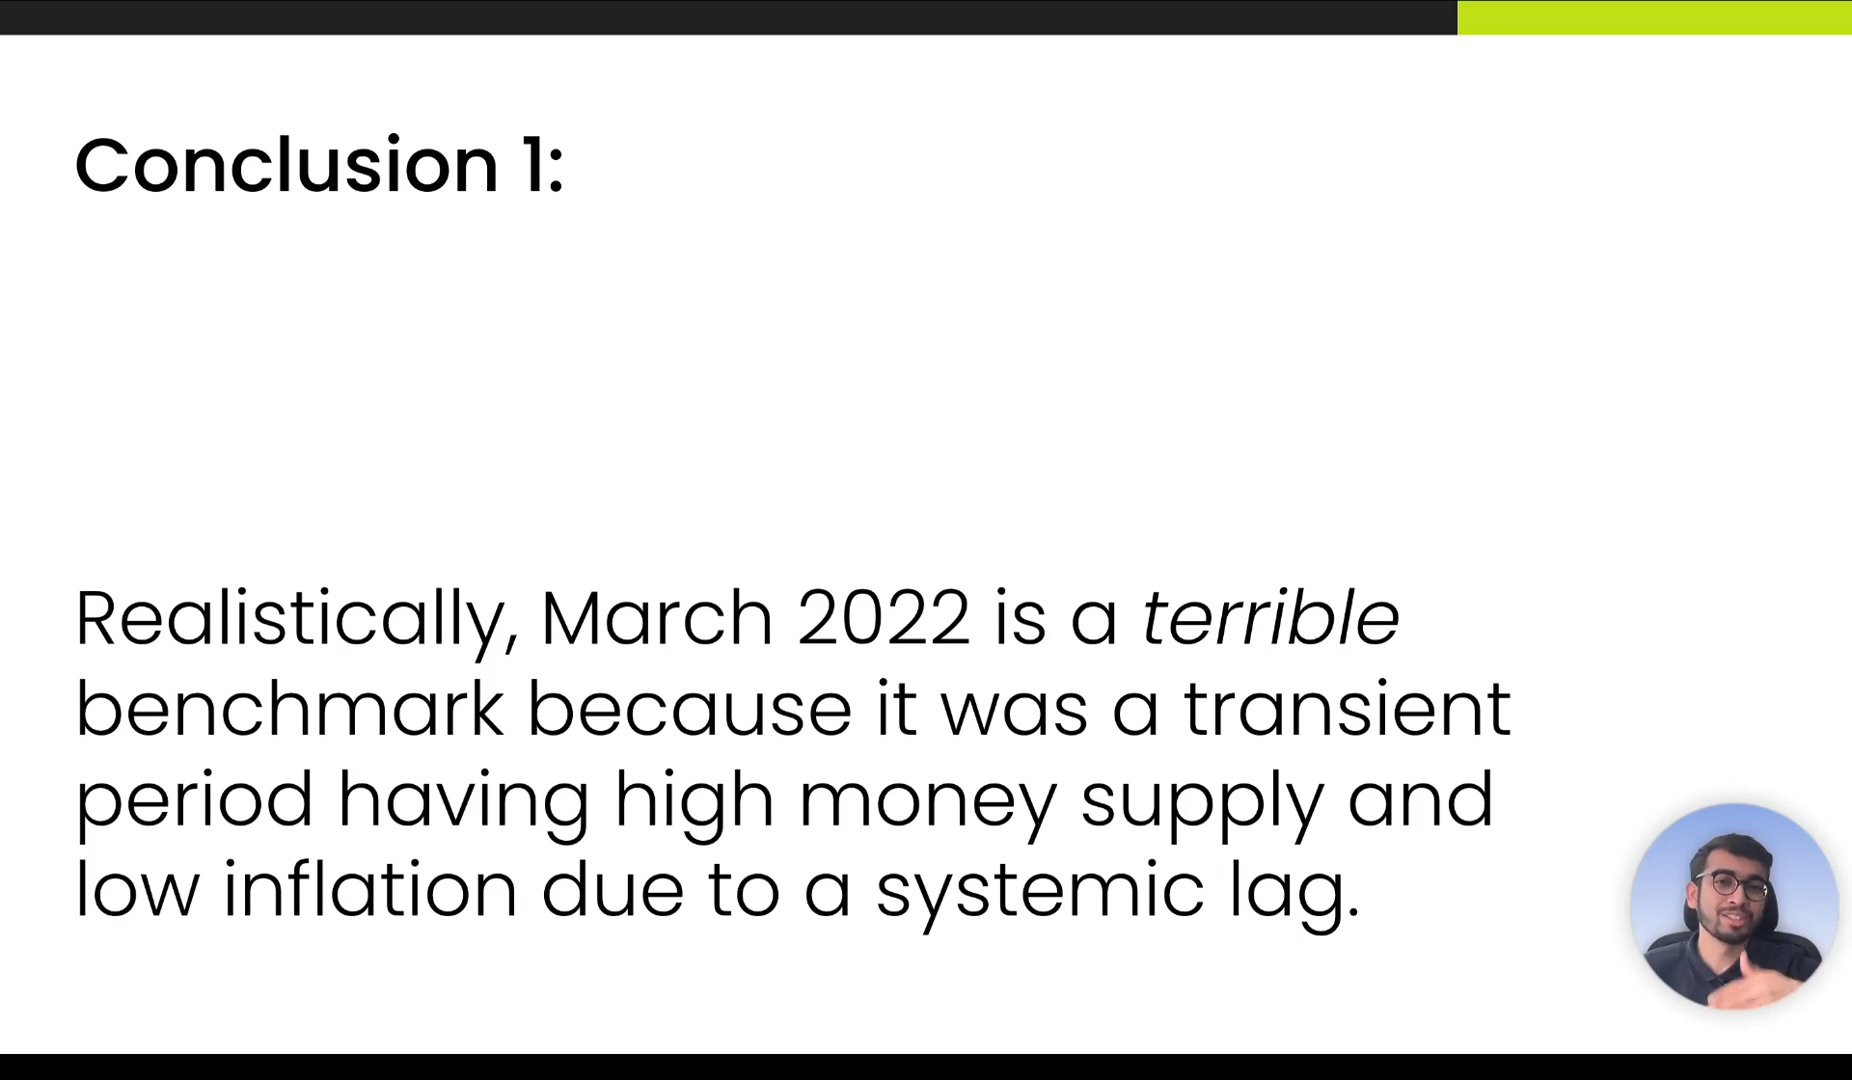 Conclusion 1:
Realistically, March 2022 is a terrible
benchmark because it was a transient
period having high money supply and
low inflation due to a systemic lag.